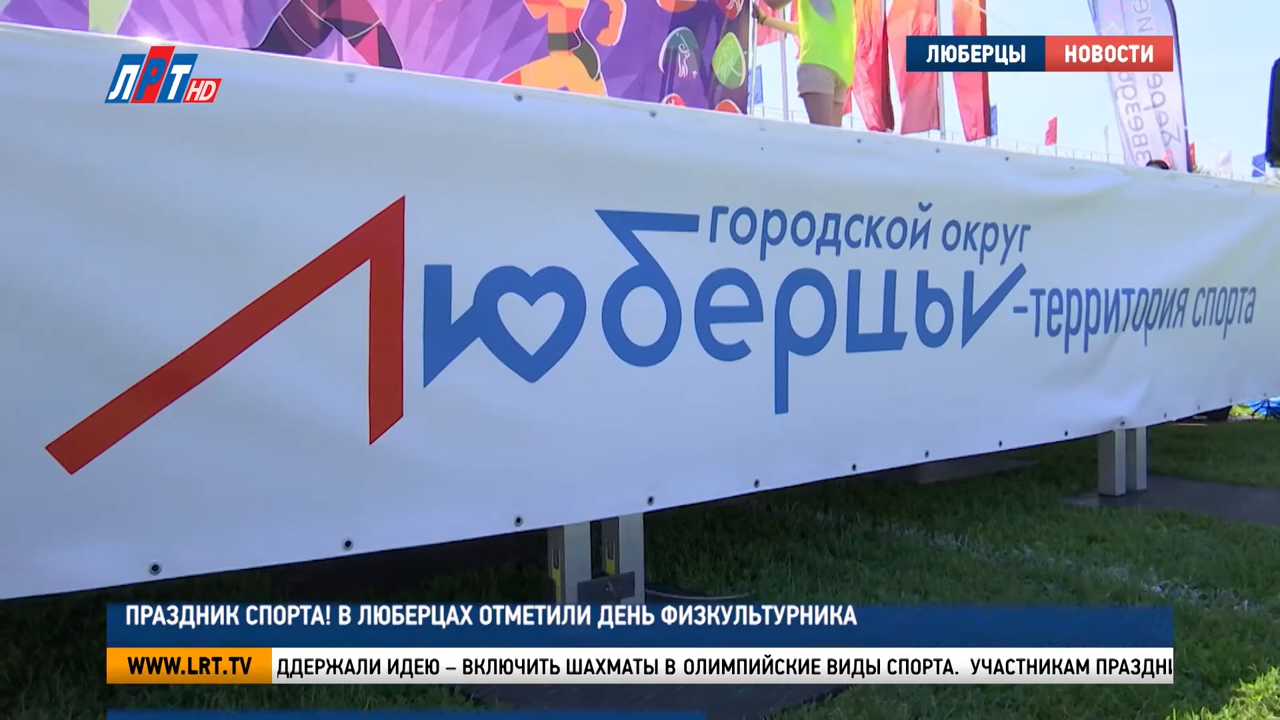 ЛРТ HD
ЛЮБЕРЦЫ НОВОСТИ
городской округ
Люберцы -территория спорта
ПРАЗДНИК СПОРТА! В ЛЮБЕРЦАХ ОТМЕТИЛИ ДЕНЬ ФИЗКУЛЬТУРНИКА
WWW.LRT.TV ДДЕРЖАЛИ ИДЕЮ – ВКЛЮЧИТЬ ШАХМАТЫ В ОЛИМПИЙСКИЕ ВИДЫ СПОРТА. УЧАСТНИКАМ ПРАЗДНИ